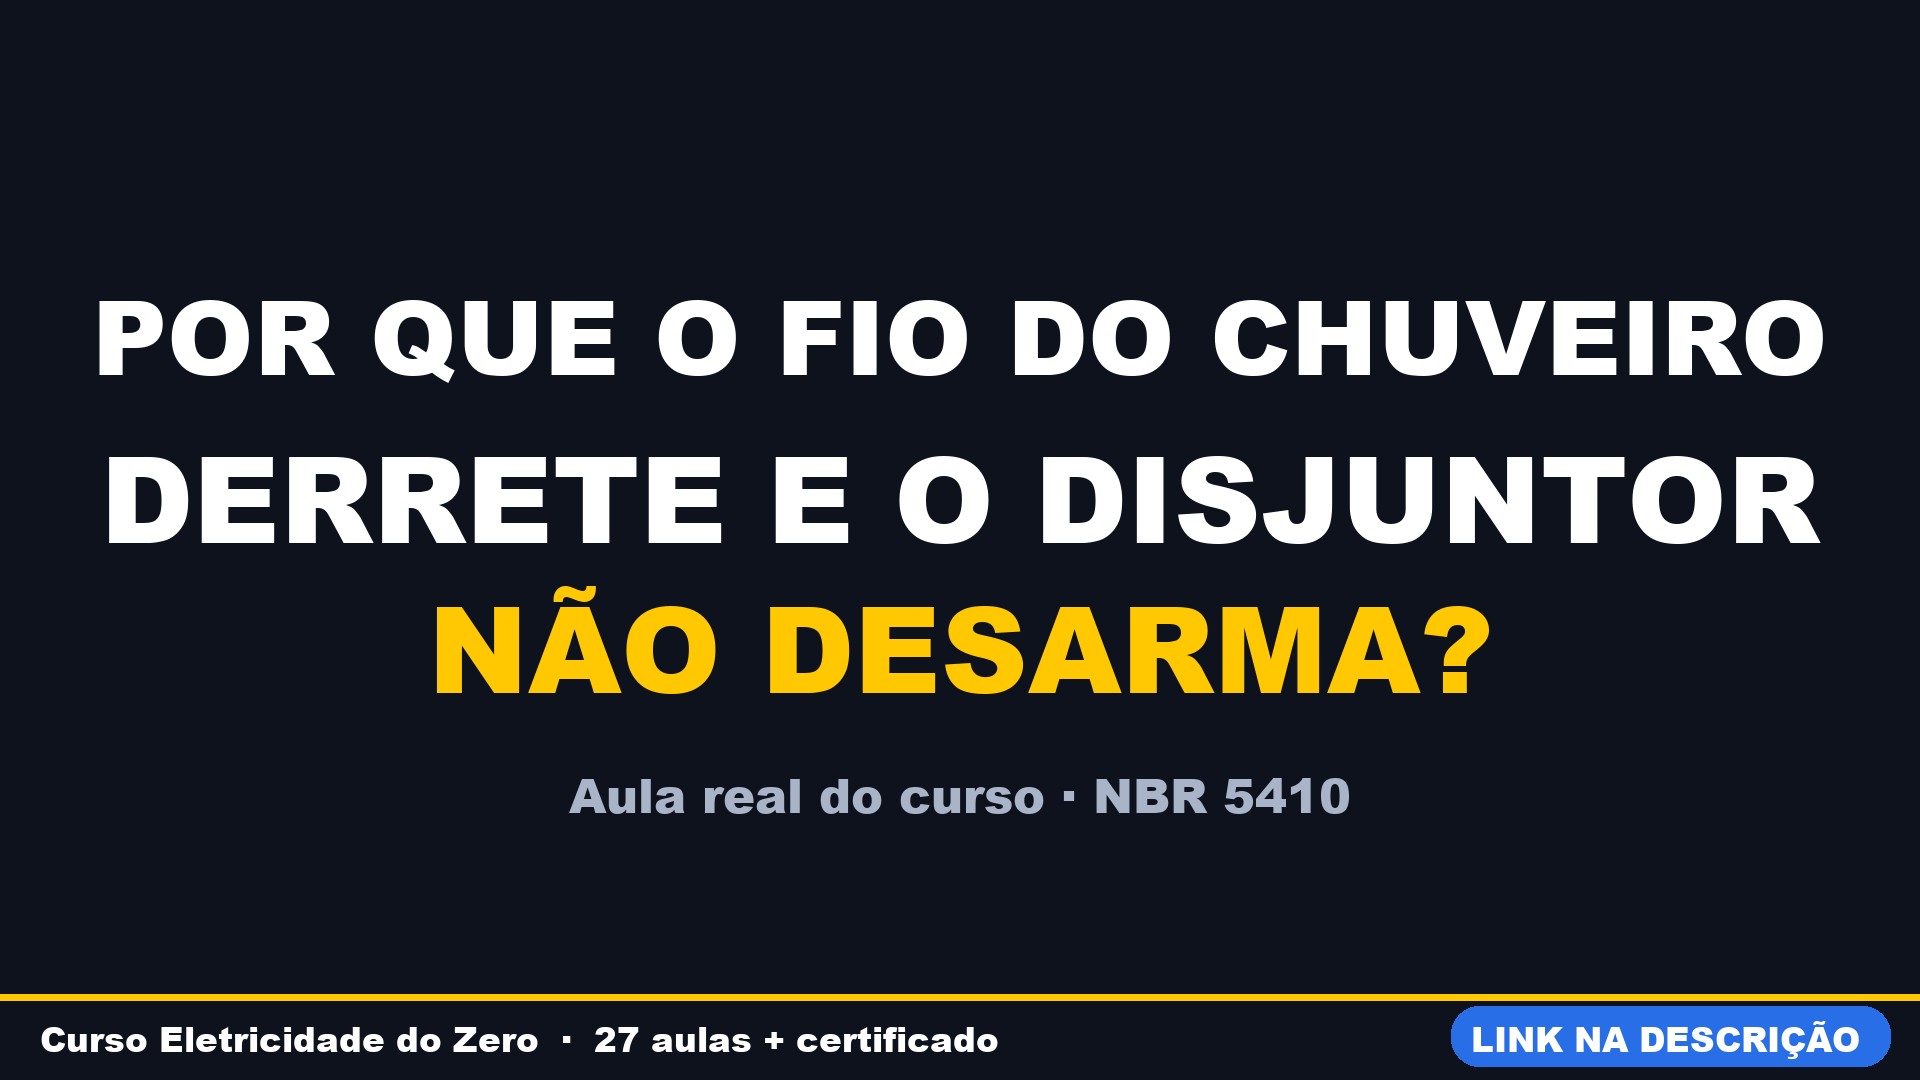 POR QUE O FIO DO CHUVEIRO
DERRETE E O DISJUNTOR
NÃO DESARMA?
Aula real do curso · NBR 5410
Curso Eletricidade do Zero · 27 aulas + certificado
LINK NA DESCRIÇÃO